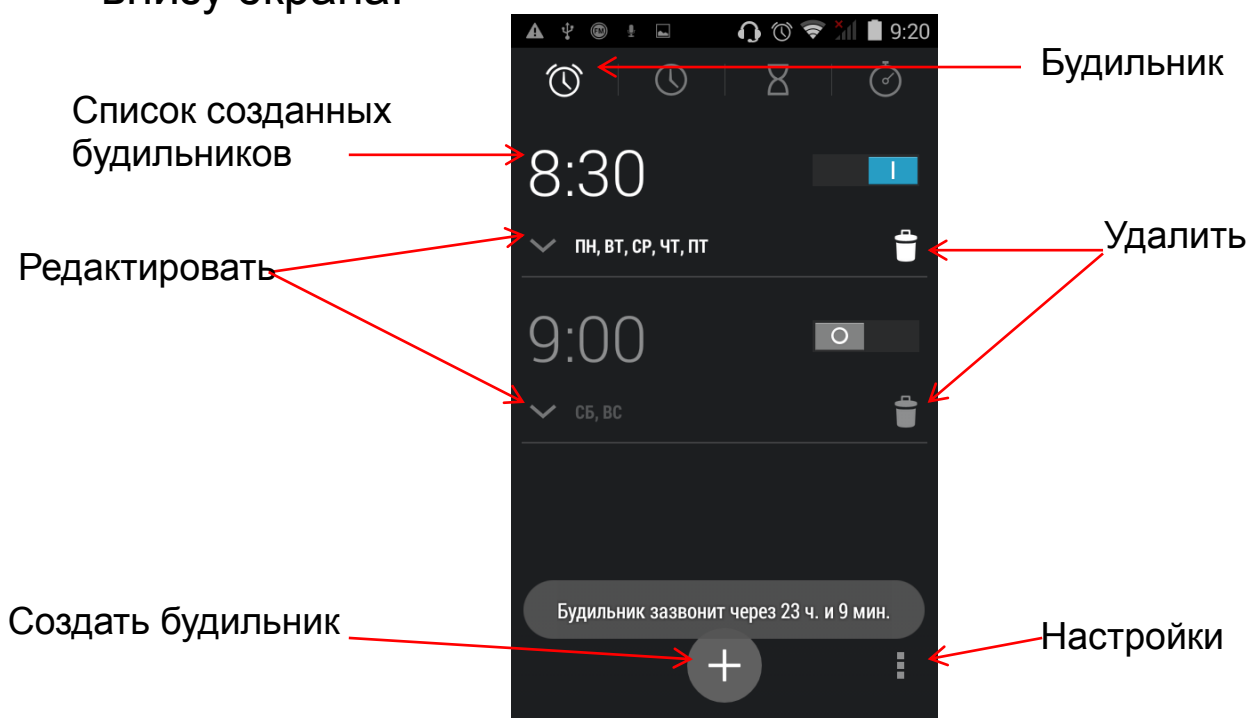 внизу экрана.
9:20
Будильник
Список созданных
будильников
8:30
ПН, ВТ, СР, ЧТ, ПТ
Удалить
Редактировать
9:00
СБ, ВС
Будильник зазвонит через 23 ч. и 9 мин.
Создать будильник
Настройки